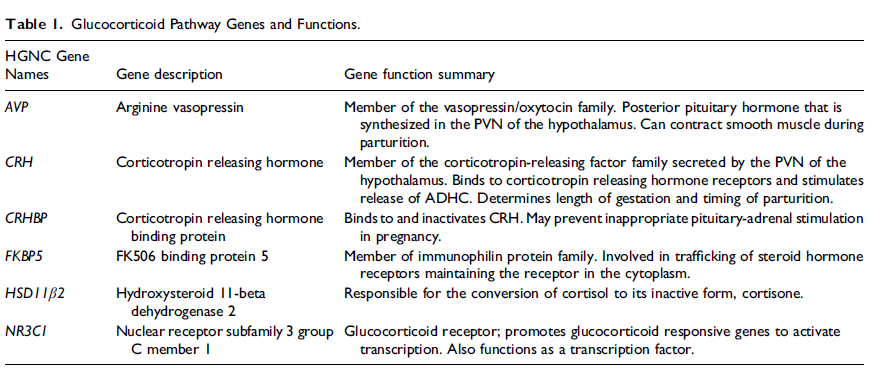 Table 1. Glucocorticoid Pathway Genes and Functions.
HGNC Gene
Names Gene description Gene function summary
AVP Arginine vasopressin Member of the vasopressin/oxytocin family. Posterior pituitary hormone that is
synthesized in the PVN of the hypothalamus. Can contract smooth muscle during
parturition.
CRH Corticotropin releasing hormone Member of the corticotropin-releasing factor family secreted by the PVN of the
hypothalamus. Binds to corticotropin releasing hormone receptors and stimulates
release of ADHC. Determines length of gestation and timing of parturition.
CRHBP Corticotropin releasing hormone Binds to and inactivates CRH. May prevent inappropriate pituitary-adrenal stimulation
binding protein in pregnancy.
FKBP5 FK506 binding protein 5 Member of immunophilin protein family. Involved in trafficking of steroid hormone
receptors maintaining the receptor in the cytoplasm.
HSD11β2 Hydroxysteroid 11-beta Responsible for the conversion of cortisol to its inactive form, cortisone.
dehydrogenase 2
NR3C1 Nuclear receptor subfamily 3 group Glucocorticoid receptor; promotes glucocorticoid responsive genes to activate
C member 1 transcription. Also functions as a transcription factor.